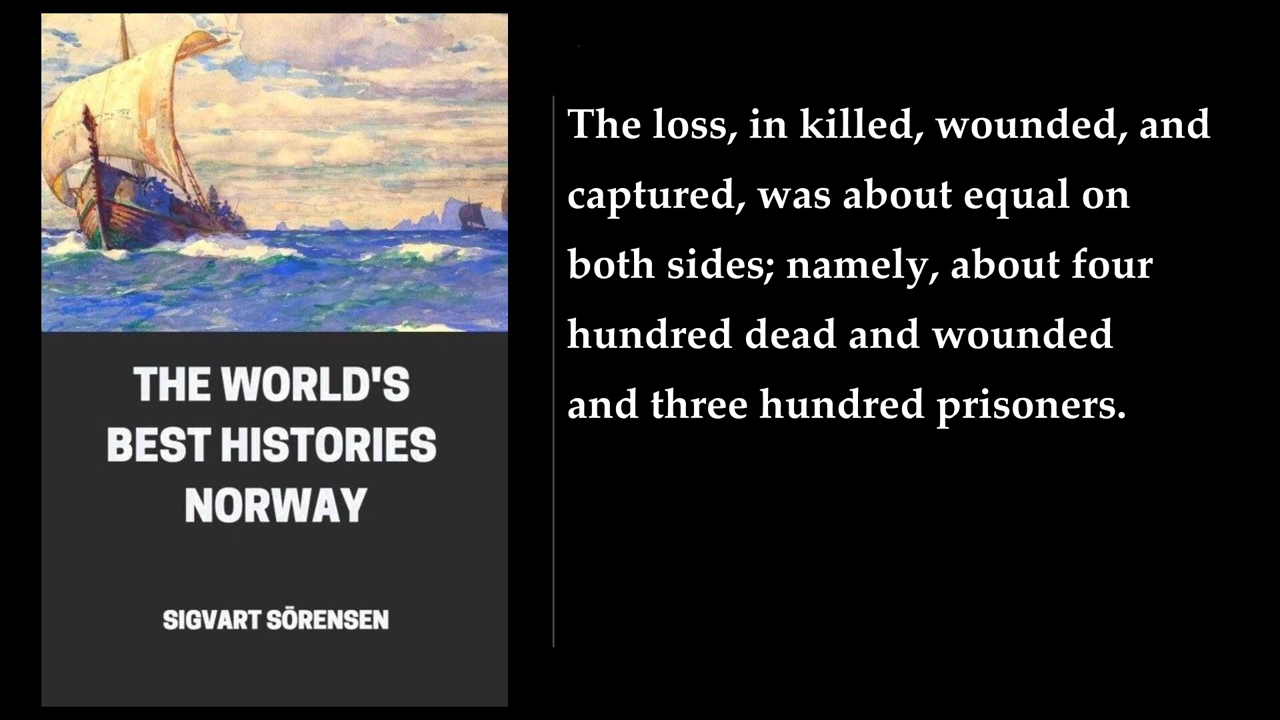 THE WORLD'S
BEST HISTORIES
NORWAY
SIGVART SÖRENSEN
The loss, in killed, wounded, and
captured, was about equal on
both sides; namely, about four
hundred dead and wounded
and three hundred prisoners.